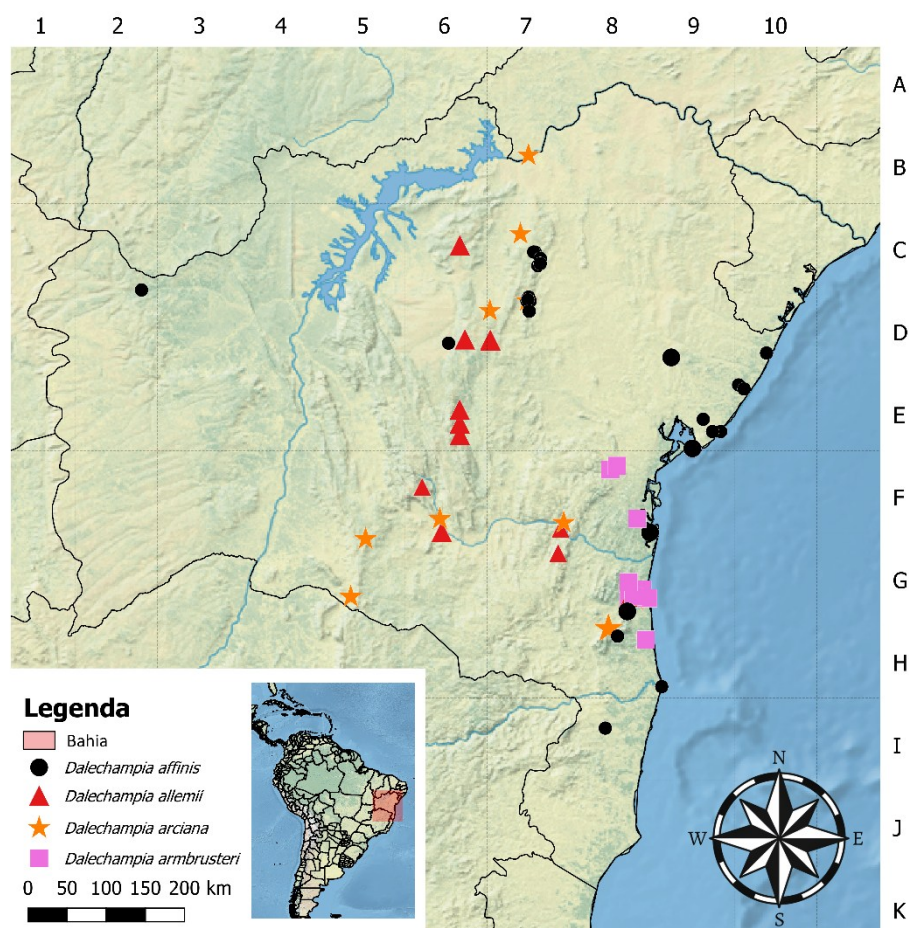 1 2 3 4 5 6 7 8 9 10
A
B
C
D
E
F
G
H
I
J
K
Legenda
Bahia
Dalechampia affinis
Dalechampia allemii
Dalechampia arciana
Dalechampia armbrusteri
0 50 100 150 200 km
N
W E
S